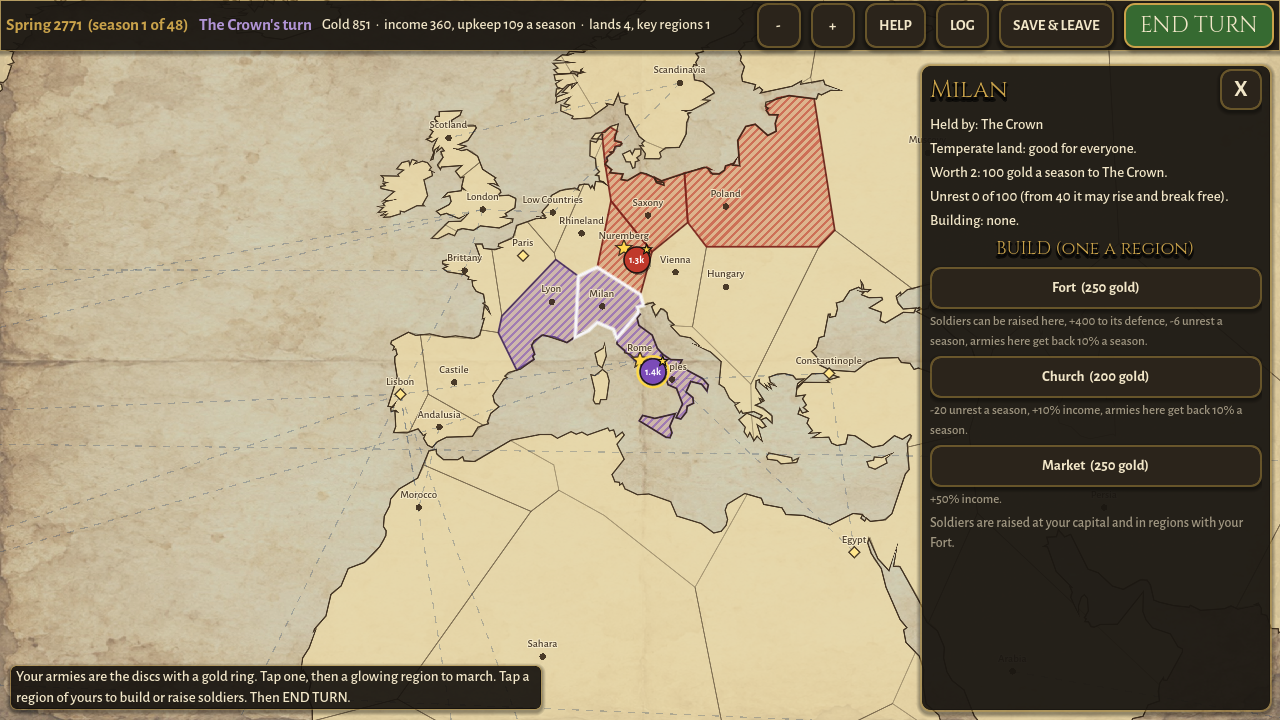 Spring 2771 (season 1 of 48) The Crown's turn Gold 851 · income 360, upkeep 109 a season · lands 4, key regions 1
-
+
HELP
LOG
SAVE & LEAVE
END TURN
Scandinavia
Scotland
London
Low Countries
Rhineland
Saxony
Poland
Nuremberg
Paris
Brittany
Vienna
Hungary
1.3k
Lyon
Milan
Rome
1.4k
Castile
Lisbon
Andalusia
Constantinople
Morocco
Egypt
Sahara
MILAN
X
Held by: The Crown
Temperate land: good for everyone.
Worth 2: 100 gold a season to The Crown.
Unrest 0 of 100 (from 40 it may rise and break free).
Building: none.
BUILD (ONE A REGION)
Fort (250 gold)
Soldiers can be raised here, +400 to its defence, -6 unrest a
season, armies here get back 10% a season.
Church (200 gold)
-20 unrest a season, +10% income, armies here get back 10% a
season.
Market (250 gold)
+50% income.
Soldiers are raised at your capital and in regions with your
Fort.
Your armies are the discs with a gold ring. Tap one, then a glowing region to march. Tap a
region of yours to build or raise soldiers. Then END TURN.